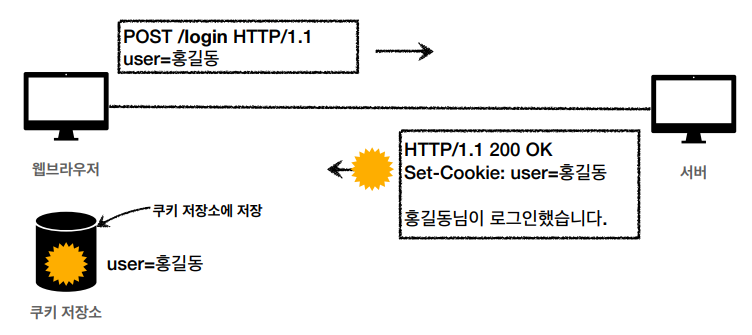 POST /login HTTP/1.1
user=홍길동
웹브라우저
서버
HTTP/1.1 200 OK
Set-Cookie: user=홍길동
홍길동님이 로그인했습니다.
쿠키 저장소에 저장
user=홍길동
쿠키 저장소